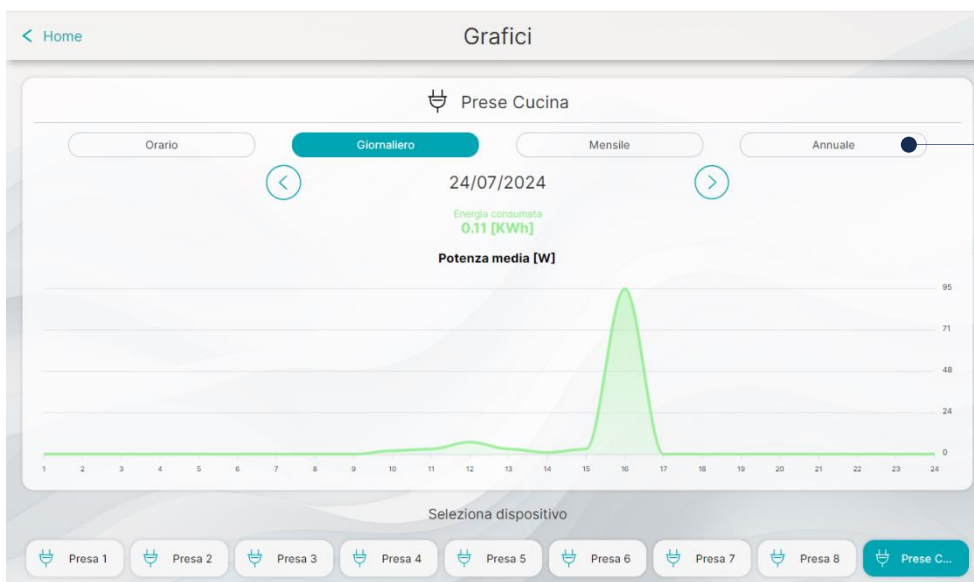 Home
Grafici
Prese Cucina
Orario Giornaliero Mensile Annuale
24/07/2024
Energia consumata
0.11 [KWh]
Potenza media [W]
95
71
48
24
0
1 2 3 4 5 6 7 8 9 10 11 12 13 14 15 16 17 18 19 20 21 22 23 24
Seleziona dispositivo
Presa 1 Presa 2 Presa 3 Presa 4 Presa 5 Presa 6 Presa 7 Presa 8 Prese C...